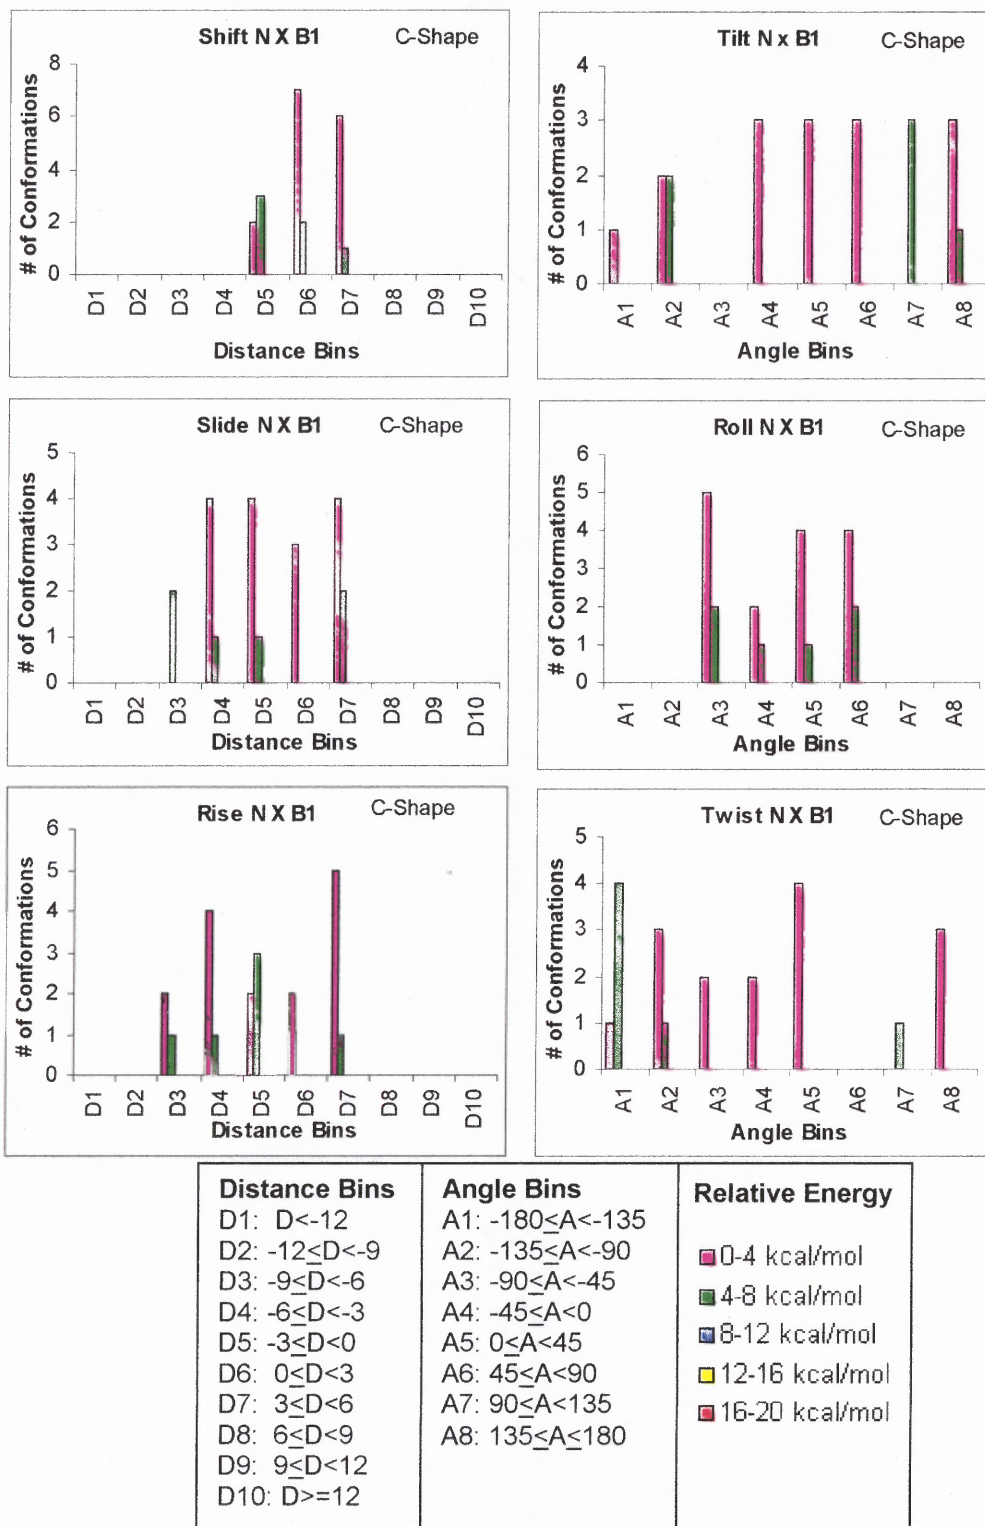 Shift N X B1 C-Shape
# of Conformations
8
6
4
2
0
D1 D2 D3 D4 D5 D6 D7 D8 D9 D10
Distance Bins
Tilt N x B1 C-Shape
# of Conformations
4
3
2
1
0
A1 A2 A3 A4 A5 A6 A7 A8
Angle Bins
Slide N X B1 C-Shape
# of Conformations
5
4
3
2
1
0
D1 D2 D3 D4 D5 D6 D7 D8 D9 D10
Distance Bins
Roll N X B1 C-Shape
# of Conformations
6
5
4
3
2
1
0
A1 A2 A3 A4 A5 A6 A7 A8
Angle Bins
Rise N X B1 C-Shape
# of Conformations
6
5
4
3
2
1
0
D1 D2 D3 D4 D5 D6 D7 D8 D9 D10
Distance Bins
Twist N X B1 C-Shape
# of Conformations
5
4
3
2
1
0
A1 A2 A3 A4 A5 A6 A7 A8
Angle Bins
Distance Bins
D1: D<-12
D2: -12≤D<-9
D3: -9≤D<-6
D4: -6≤D<-3
D5: -3≤D<0
D6: 0≤D<3
D7: 3≤D<6
D8: 6≤D<9
D9: 9≤D<12
D10: D>=12
Angle Bins
A1: -180≤A<-135
A2: -135≤A<-90
A3: -90≤A<-45
A4: -45≤A<0
A5: 0≤A<45
A6: 45≤A<90
A7: 90≤A<135
A8: 135≤A≤180
Relative Energy
0-4 kcal/mol
4-8 kcal/mol
8-12 kcal/mol
12-16 kcal/mol
16-20 kcal/mol